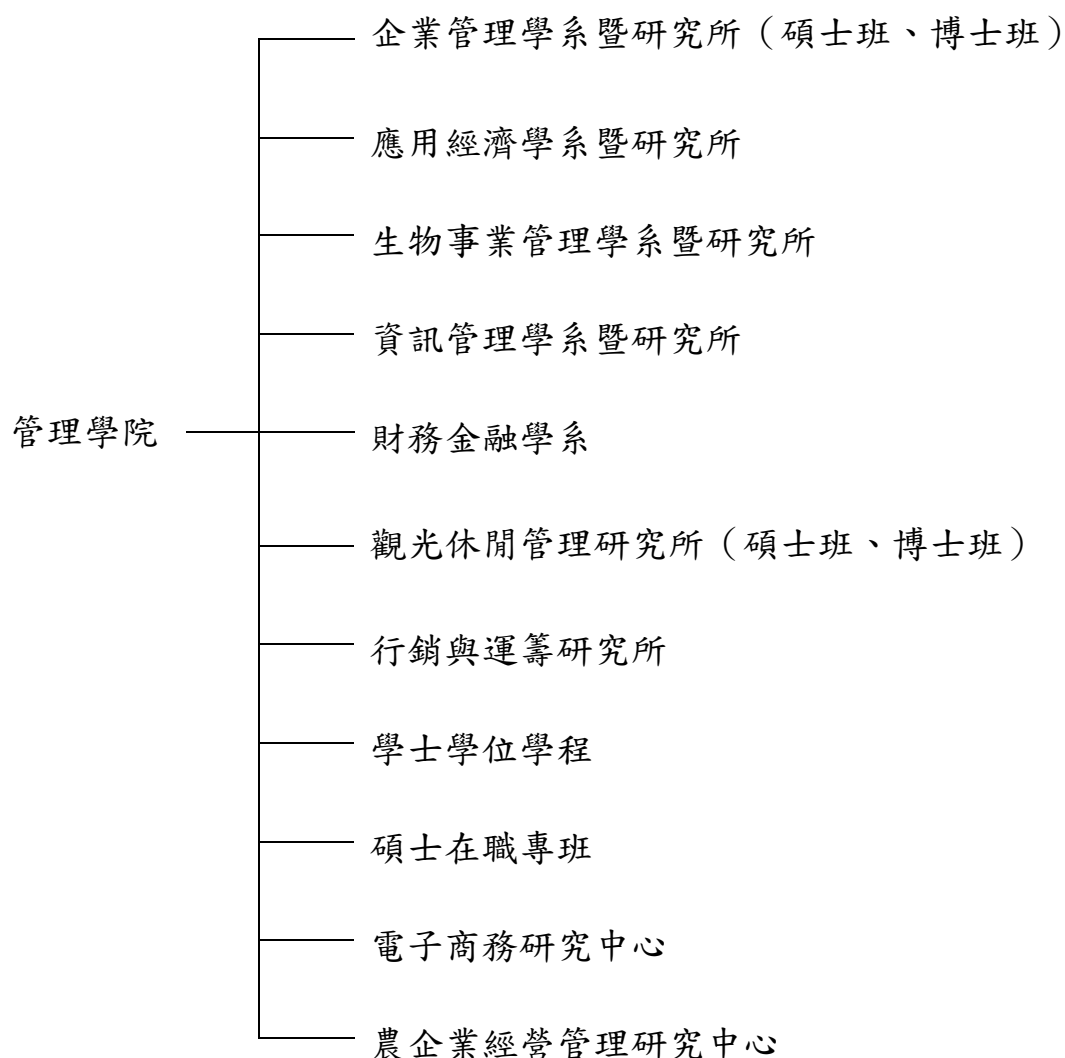 企業管理學系暨研究所（碩士班、博士班）
應用經濟學系暨研究所
生物事業管理學系暨研究所
資訊管理學系暨研究所
管理學院
財務金融學系
觀光休閒管理研究所（碩士班、博士班）
行銷與運籌研究所
學士學位學程
碩士在職專班
電子商務研究中心
農企業經營管理研究中心